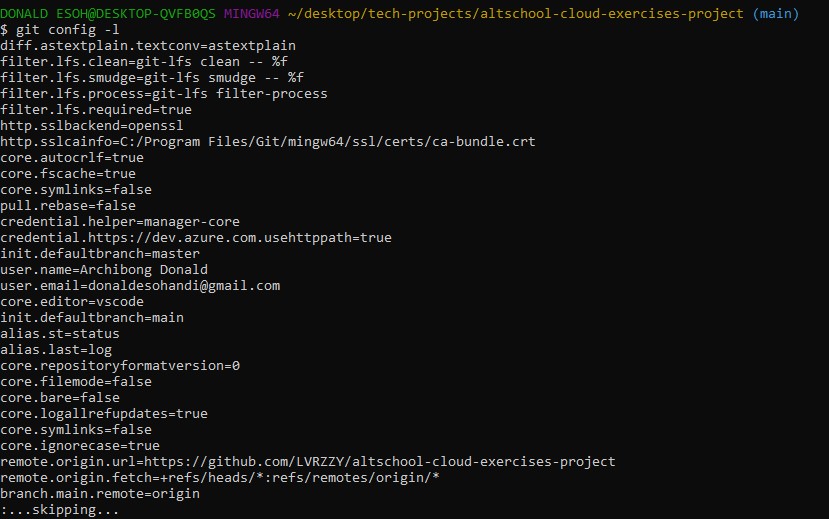 DONALD ESOH@DESKTOP-QVFB0QS MINGW64 ~/desktop/tech-projects/altschool-cloud-exercises-project (main)
$ git config -l
diff.astextplain.textconv=astextplain
filter.lfs.clean=git-lfs clean -- %f
filter.lfs.smudge=git-lfs smudge -- %f
filter.lfs.process=git-lfs filter-process
filter.lfs.required=true
http.sslbackend=openssl
http.sslcainfo=C:/Program Files/Git/mingw64/ssl/certs/ca-bundle.crt
core.autocrlf=true
core.fscache=true
core.symlinks=false
pull.rebase=false
credential.helper=manager-core
credential.https://dev.azure.com.usehttppath=true
init.defaultbranch=master
user.name=Archibong Donald
user.email=donaldesohandi@gmail.com
core.editor=vscode
init.defaultbranch=main
alias.st=status
alias.last=log
core.repositoryformatversion=0
core.filemode=false
core.bare=false
core.logallrefupdates=true
core.symlinks=false
core.ignorecase=true
remote.origin.url=https://github.com/LVRZZY/altschool-cloud-exercises-project
remote.origin.fetch=+refs/heads/*:refs/remotes/origin/*
branch.main.remote=origin
:...skipping...